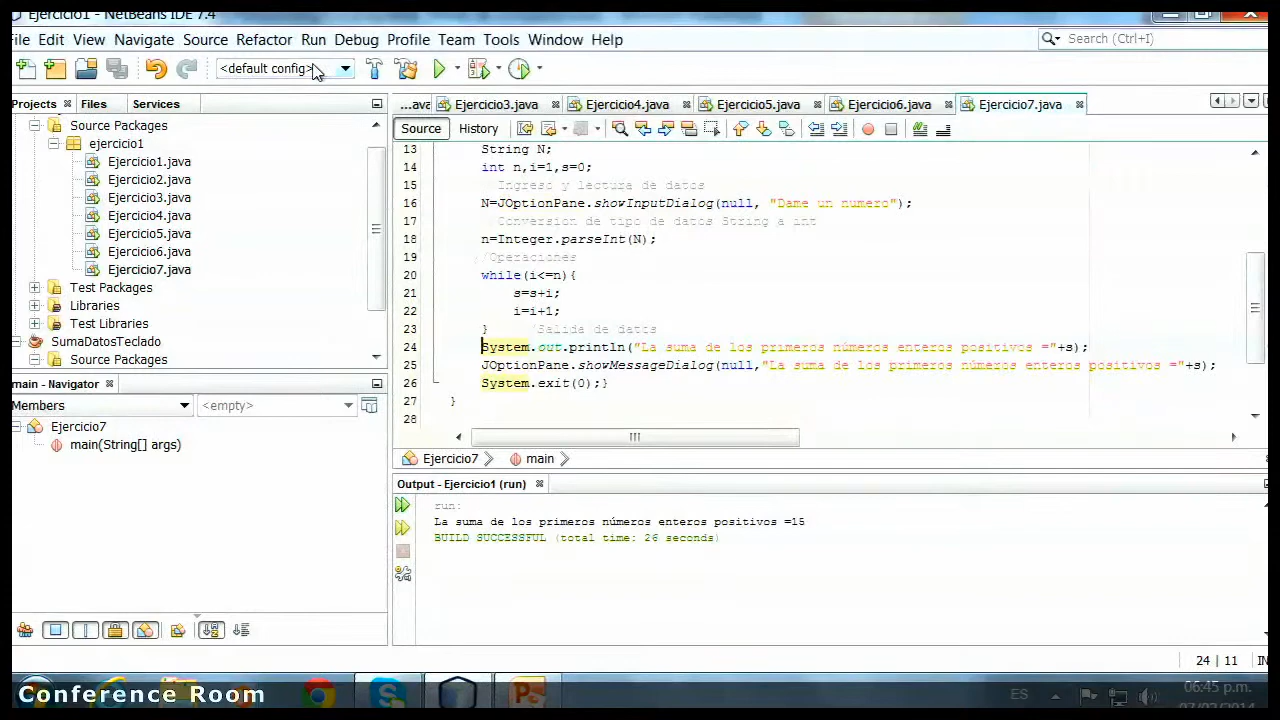 Ejercicio1 - NetBeans IDE 7.4
File Edit View Navigate Source Refactor Run Debug Profile Team Tools Window Help
Search (Ctrl+I)
<default config>
Projects Files Services
...ava Ejercicio3.java Ejercicio4.java Ejercicio5.java Ejercicio6.java Ejercicio7.java
Source History
Source Packages
ejercicio1
Ejercicio1.java
Ejercicio2.java
Ejercicio3.java
Ejercicio4.java
Ejercicio5.java
Ejercicio6.java
Ejercicio7.java
Test Packages
Libraries
Test Libraries
SumaDatosTeclado
Source Packages
main - Navigator
Members <empty>
Ejercicio7
main(String[] args)
13 String N;
14 int n,i=1,s=0;
15 Ingreso y lectura de datos
16 N=JOptionPane.showInputDialog(null, "Dame un numero");
17 /Conversion de tipo de datos String a int
18 n=Integer.parseInt(N);
19 /Operaciones
20 while(i<=n){
21 s=s+i;
22 i=i+1;
23 } /Salida de datos
24 System.out.println("La suma de los primeros números enteros positivos ="+s);
25 JOptionPane.showMessageDialog(null,"La suma de los primeros números enteros positivos ="+s);
26 System.exit(0);}
27 }
28
Ejercicio7 main
Output - Ejercicio1 (run)
run:
La suma de los primeros números enteros positivos =15
BUILD SUCCESSFUL (total time: 26 seconds)
24 | 11
Conference Room
ES
06:45 p.m.